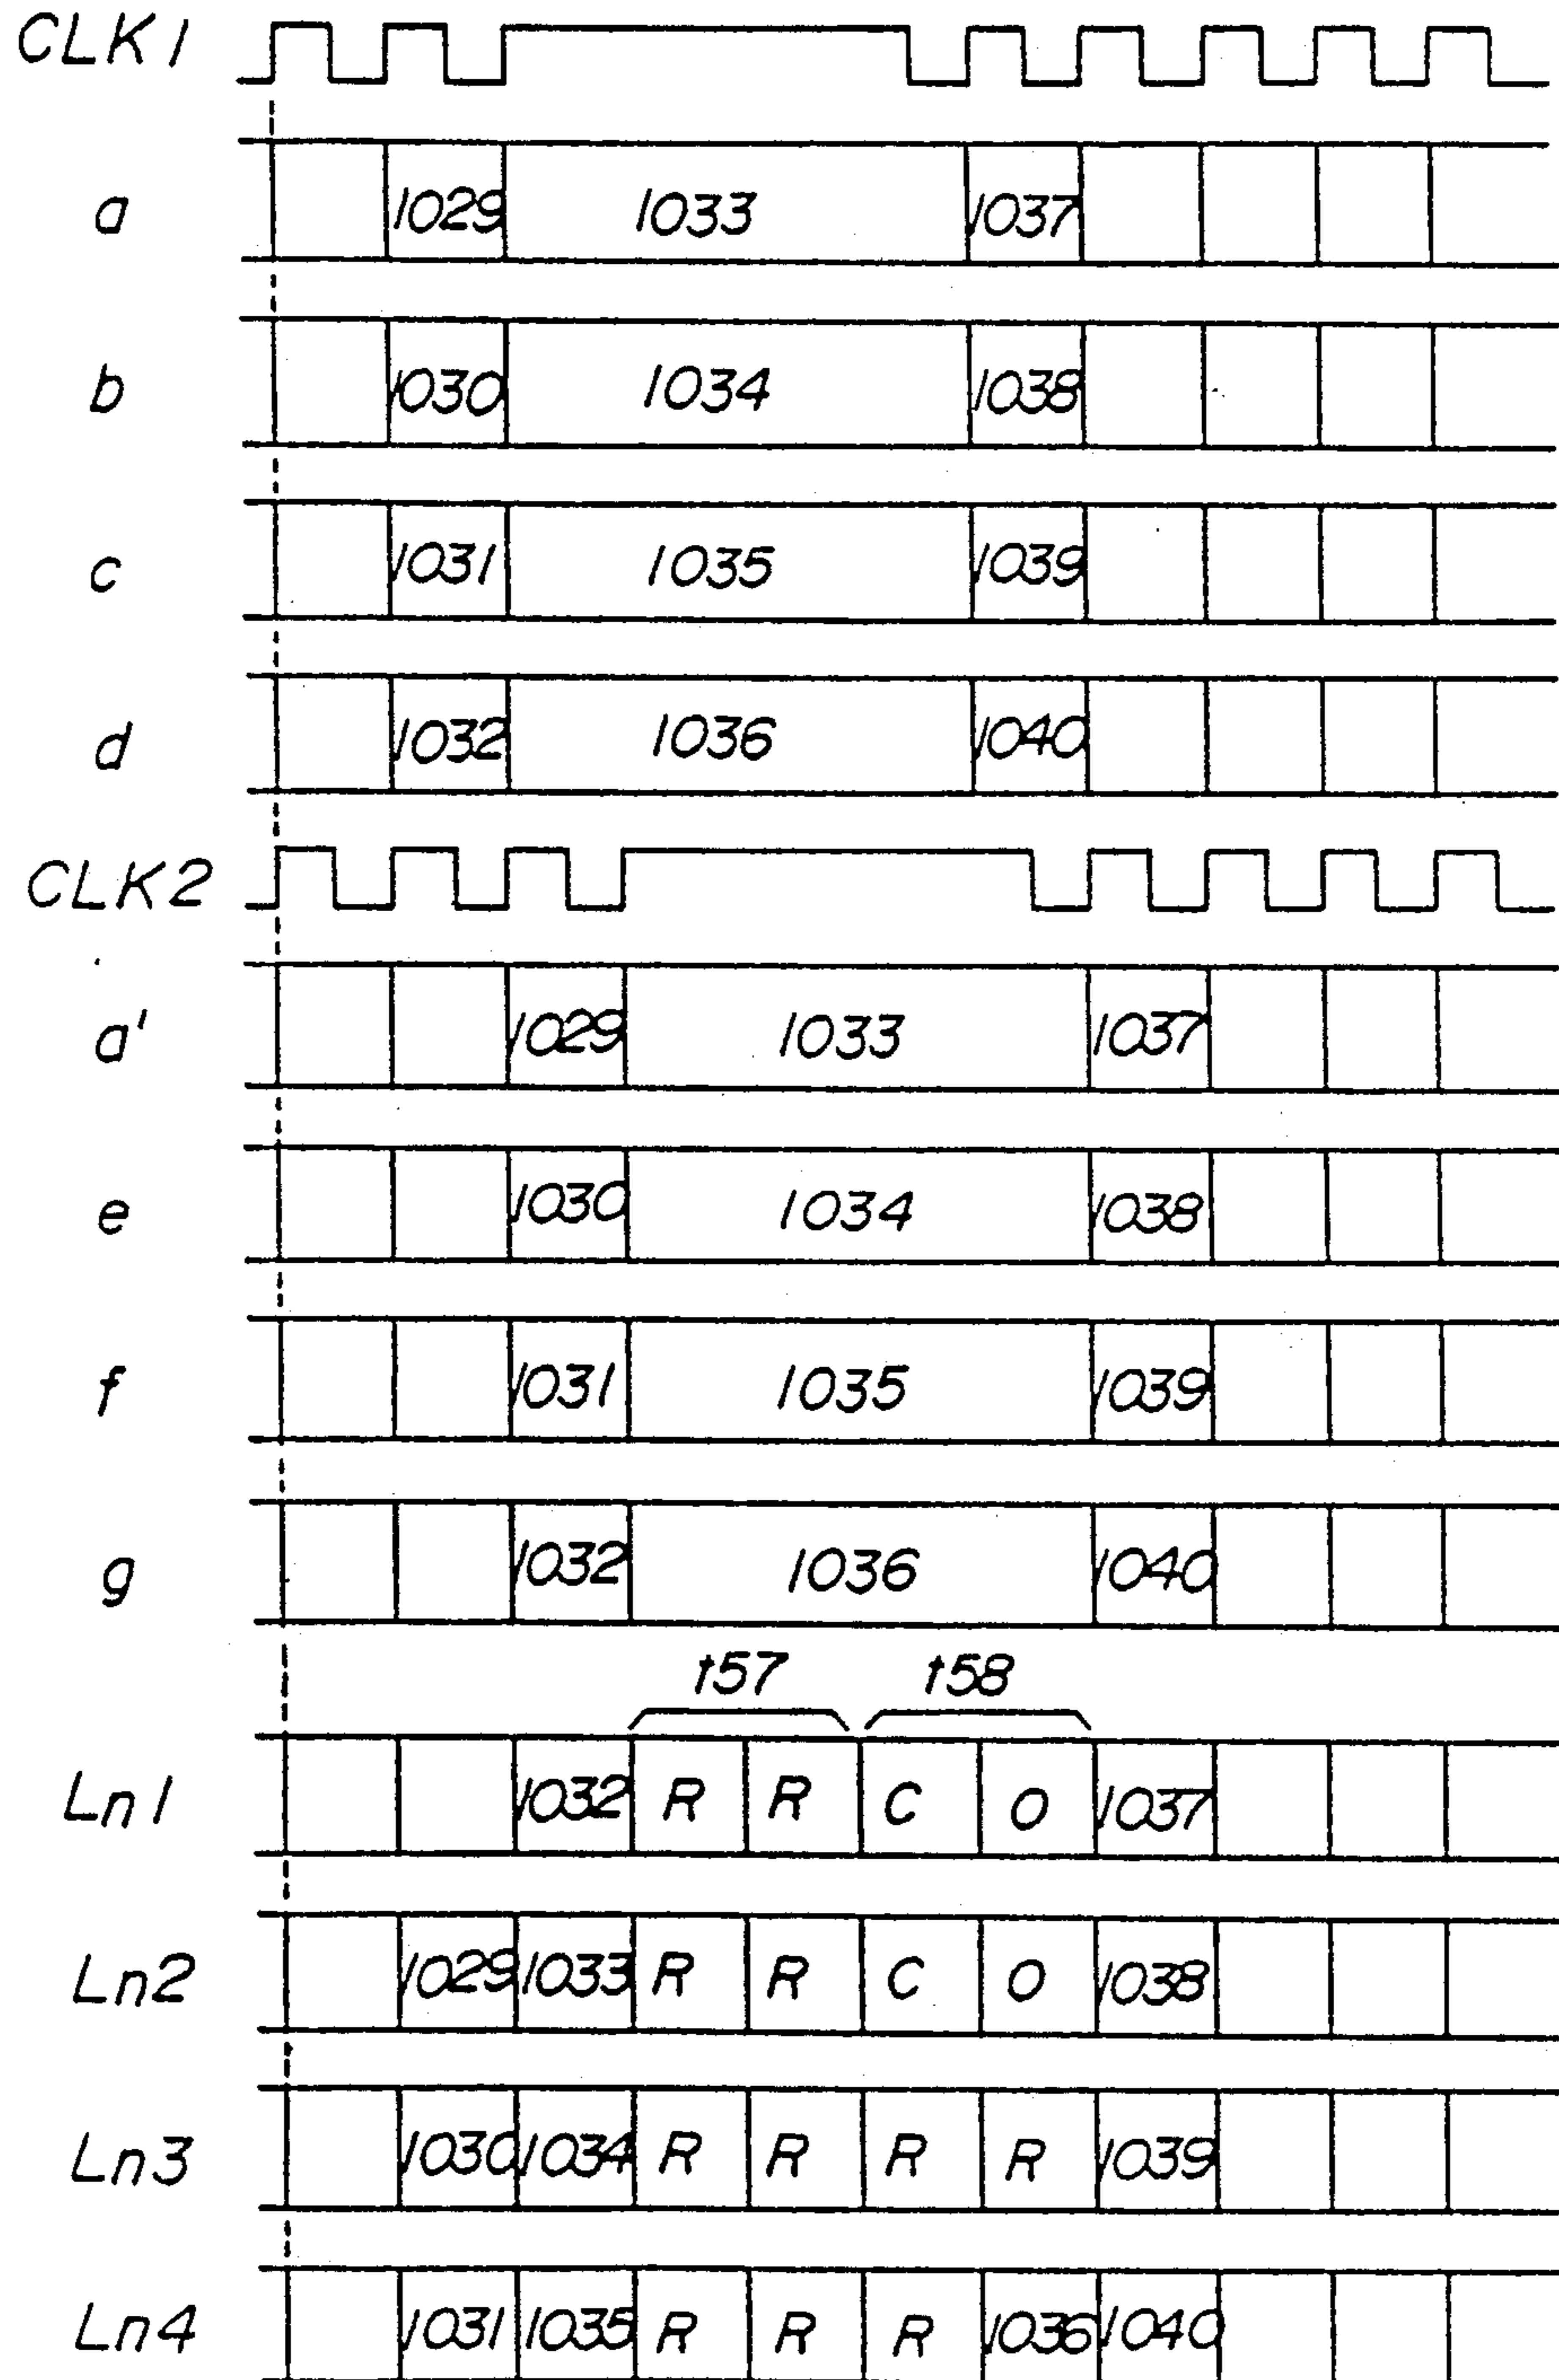 CLK1
a 1029 1033 1037
b 1030 1034 1038
c 1031 1035 1039
d 1032 1036 1040
CLK2
a' 1029 1033 1037
e 1030 1034 1038
f 1031 1035 1039
g 1032 1036 1040
t57 t58
Ln1 1032 R R C O 1037
Ln2 1029 1033 R R C O 1038
Ln3 1030 1034 R R R R 1039
Ln4 1031 1035 R R R 1036 1040